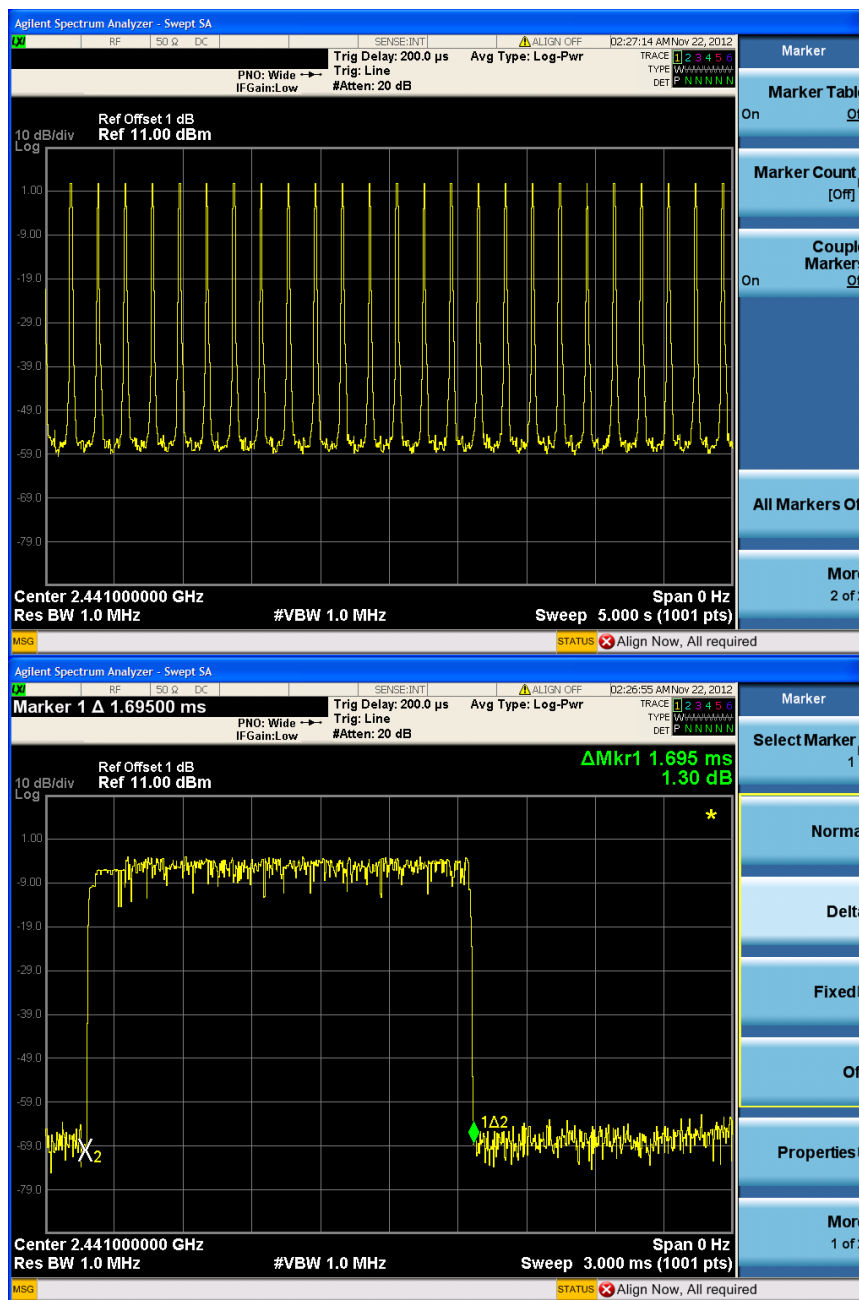 Agilent Spectrum Analyzer - Swept SA
LXI RF 50 Ω DC SENSE:INT ALIGN OFF 02:27:14 AM Nov 22, 2012
Trig Delay: 200.0 µs Avg Type: Log-Pwr TRACE 1 2 3 4 5 6
PNO: Wide Trig: Line TYPE
IFGain:Low #Atten: 20 dB DET P N N N N N
Ref Offset 1 dB
10 dB/div Ref 11.00 dBm
Log
1.00
-9.00
-19.0
-29.0
-39.0
-49.0
-59.0
-69.0
-79.0
Center 2.441000000 GHz Span 0 Hz
Res BW 1.0 MHz #VBW 1.0 MHz Sweep 5.000 s (1001 pts)
MSG STATUS Align Now, All required
Marker
Marker Table
On Of
Marker Count
[Off]
Couple
Markers
On Of
All Markers Of
More
2 of
Agilent Spectrum Analyzer - Swept SA
LXI RF 50 Ω DC SENSE:INT ALIGN OFF 02:26:55 AM Nov 22, 2012
Marker 1 Δ 1.69500 ms Trig Delay: 200.0 µs Avg Type: Log-Pwr TRACE 1 2 3 4 5 6
PNO: Wide Trig: Line TYPE
IFGain:Low #Atten: 20 dB DET P N N N N N
ΔMkr1 1.695 ms
1.30 dB
Ref Offset 1 dB
10 dB/div Ref 11.00 dBm
Log
*
1.00
-9.00
-19.0
-29.0
-39.0
-49.0
-59.0
-69.0
-79.0
1Δ2
X2
Center 2.441000000 GHz Span 0 Hz
Res BW 1.0 MHz #VBW 1.0 MHz Sweep 3.000 ms (1001 pts)
MSG STATUS Align Now, All required
Marker
Select Marker
1
Norma
Delta
Fixed
Of
Properties
More
1 of